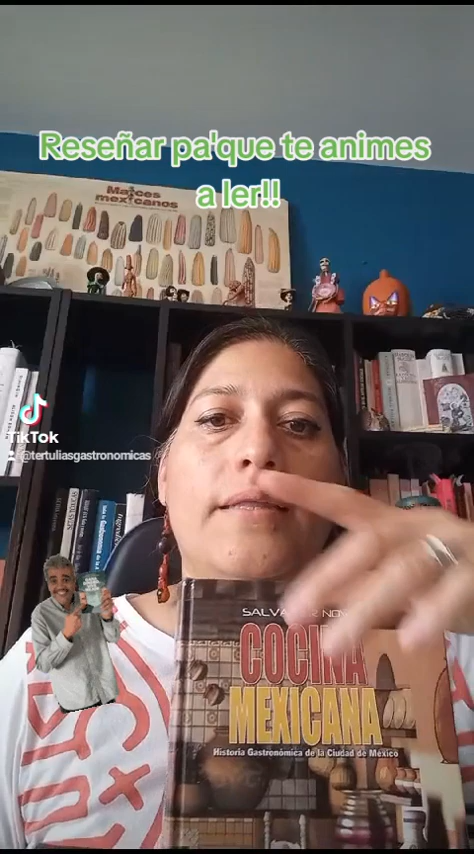 Reseñar pa'que te animes
a ler!!
Maíces
mexicanos
TikTok
@tertuliasgastronomicas
SALVADOR NOVO
COCINA
MEXICANA
Historia Gastronómica de la Ciudad de México